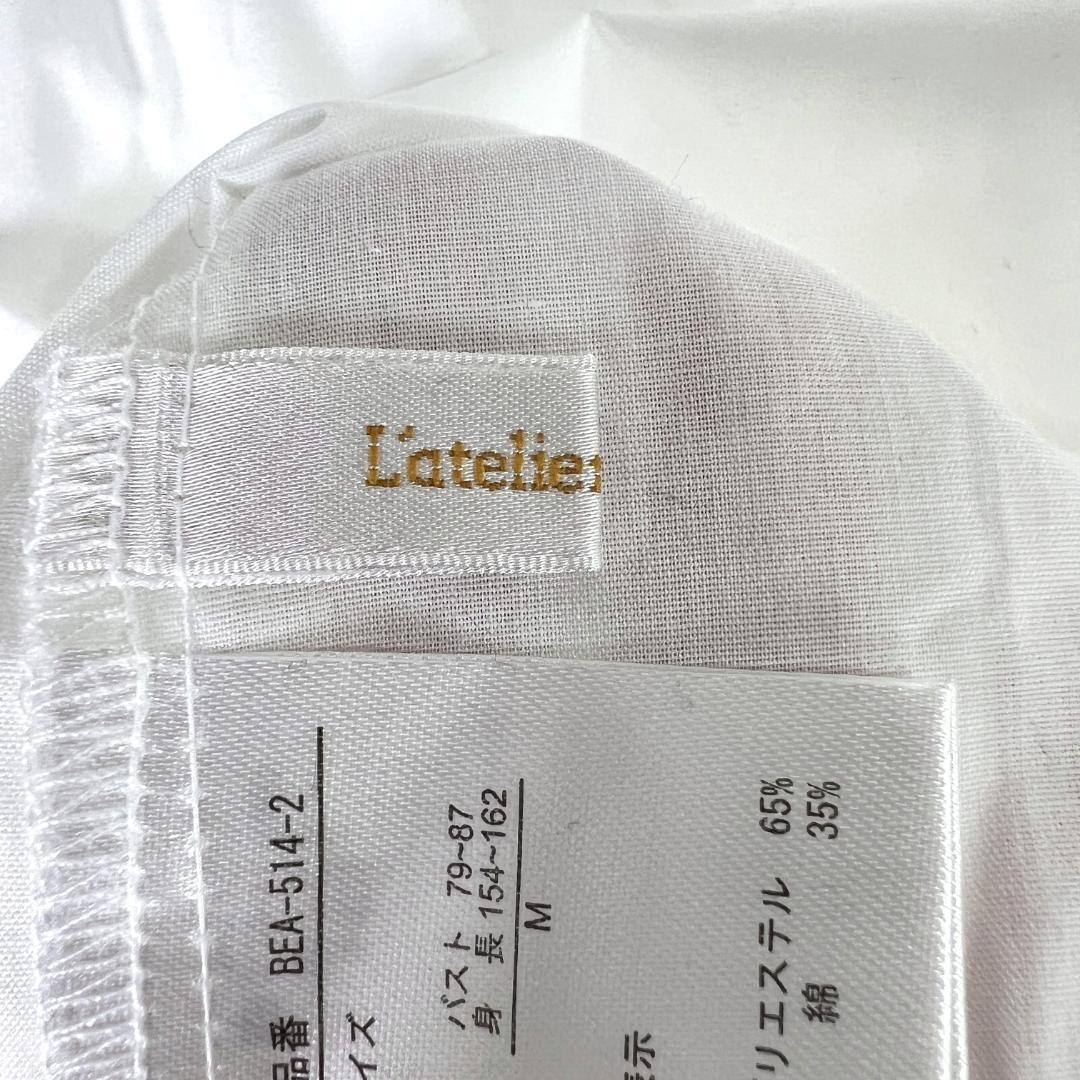 L'atelier
品番 BEA-514-2
イズ
バスト 79~87
身長 154~162
M
表示
リエステル 65%
綿 35%